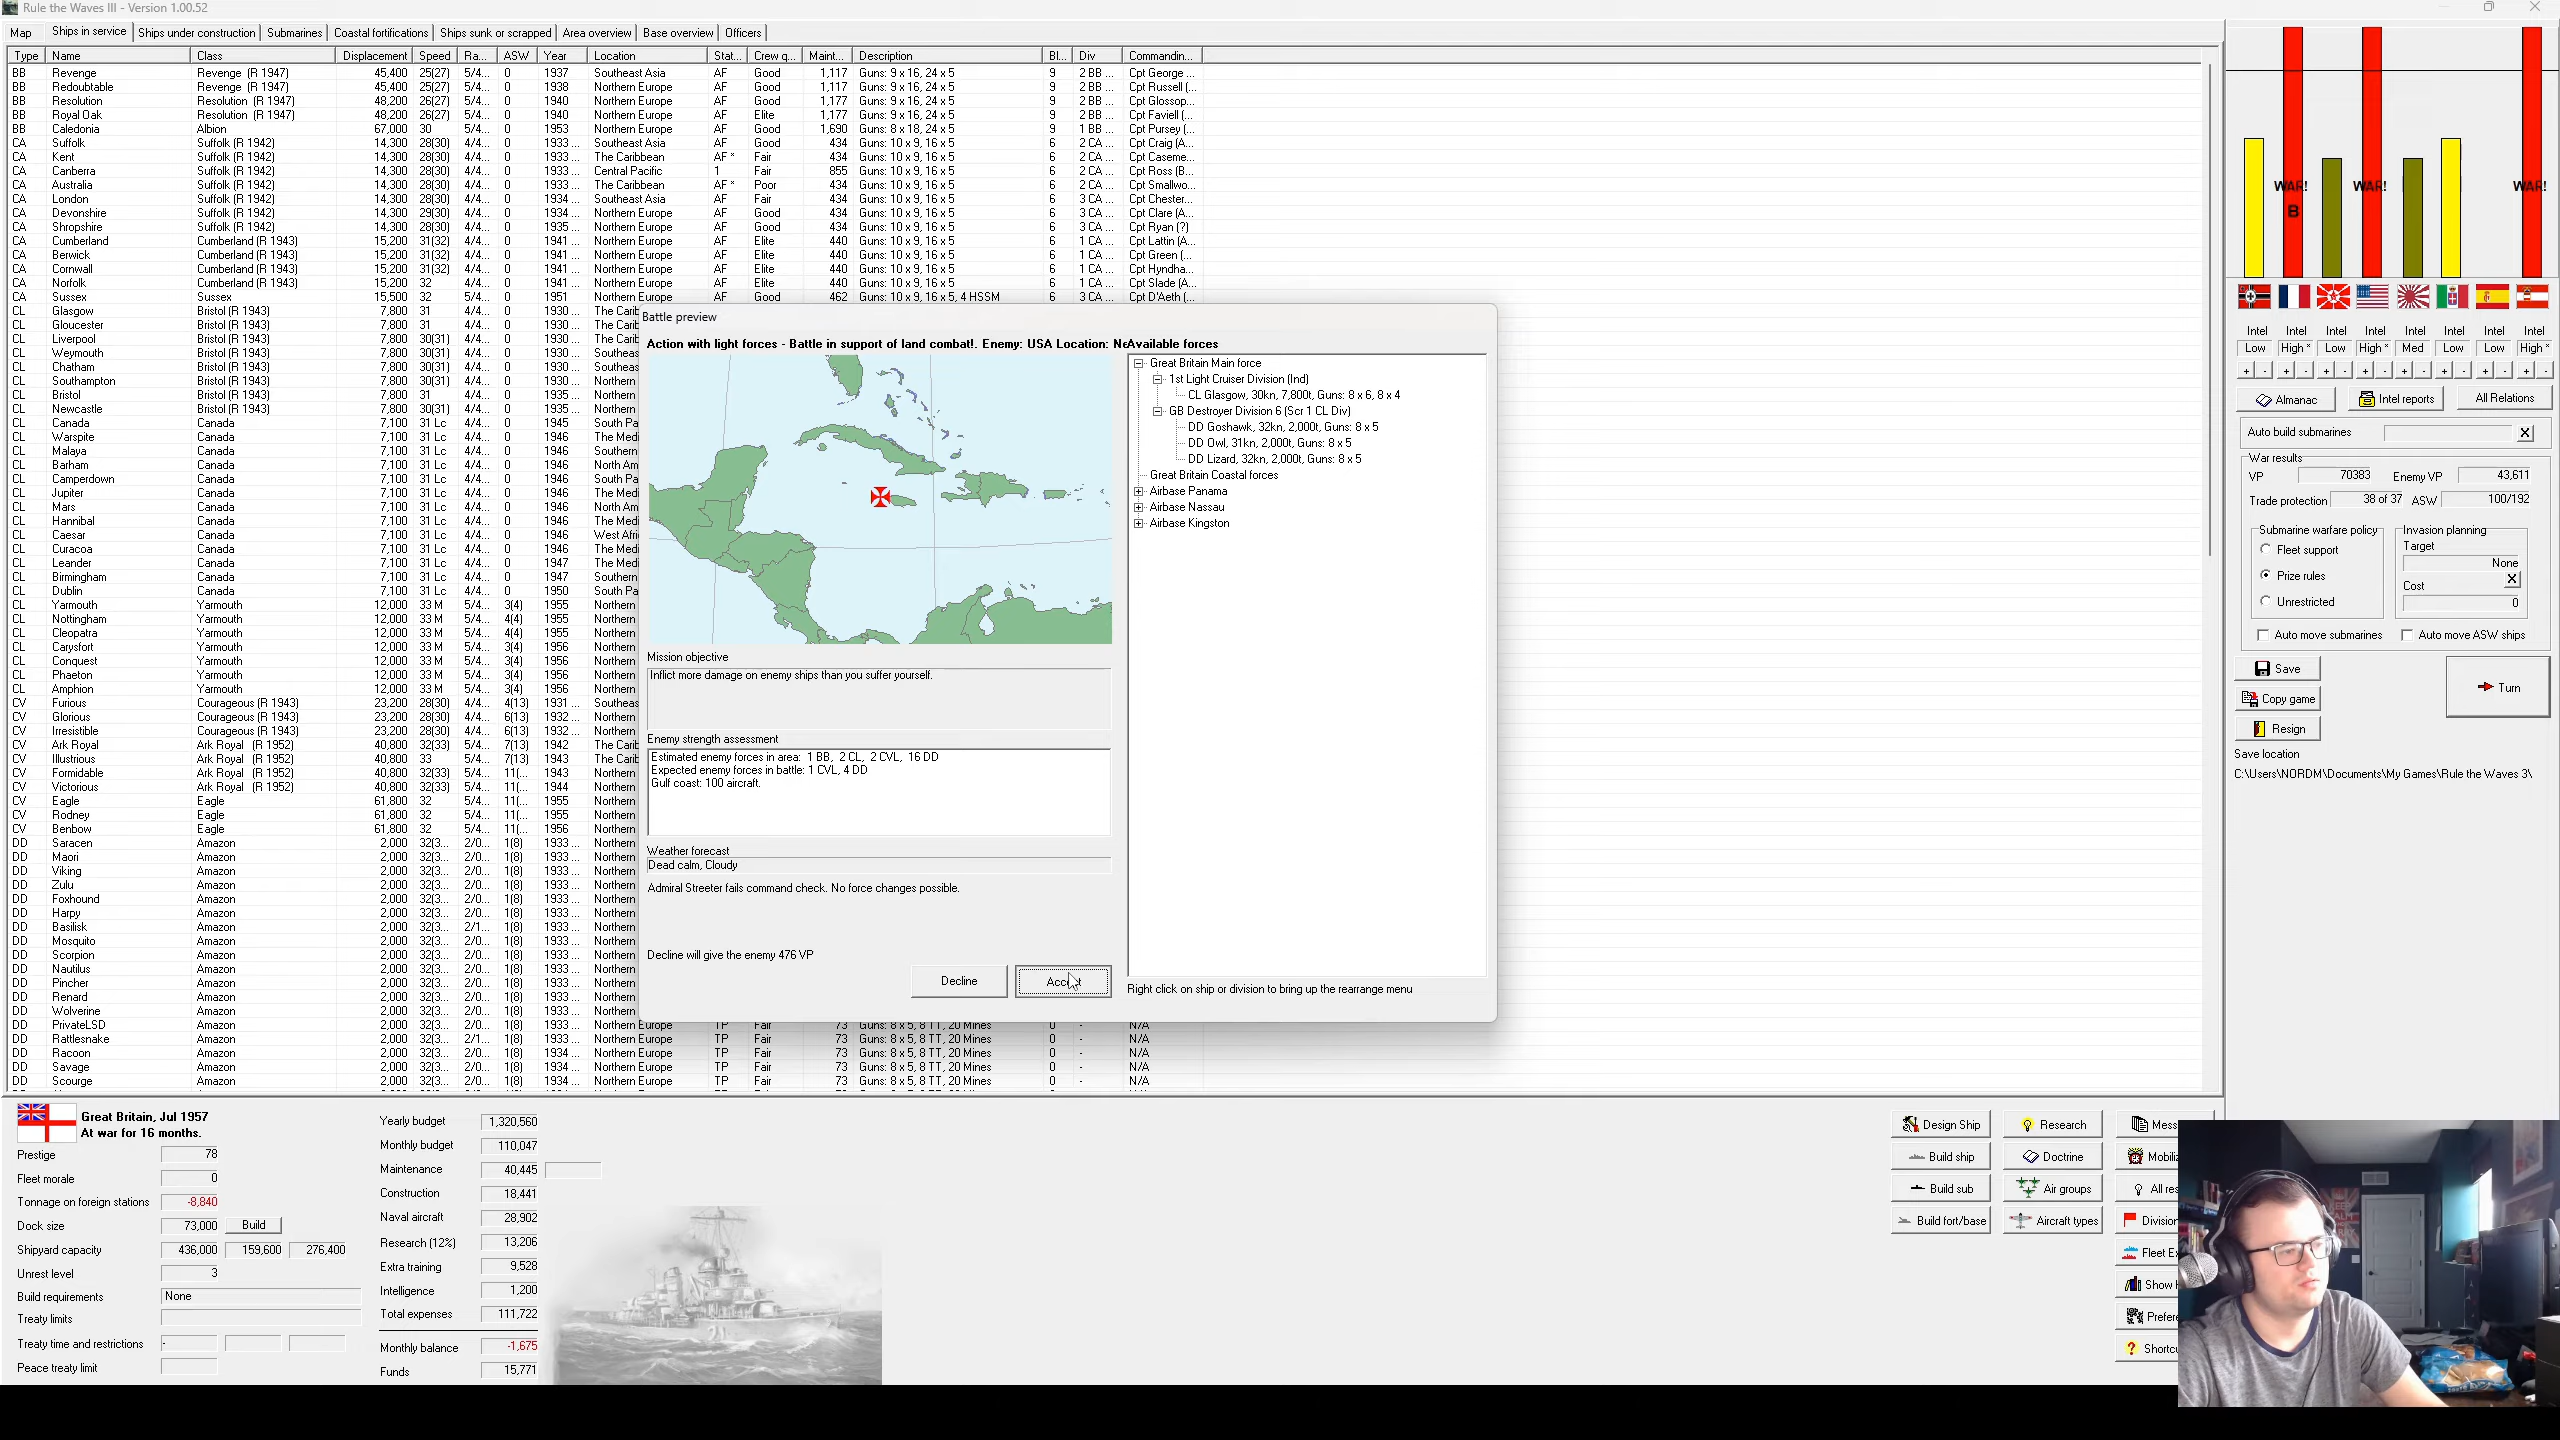 Rule the Waves III - Version 1.00.52
Map Ships in service Ships under construction Submarines Coastal fortifications Ships sunk or scrapped Area overview Base overview Officers
Type Name Class Displacement Speed Ra... ASW Year Location Stat... Crew q... Maint... Description Bl... Div Commandin...
BB Revenge Revenge (R 1947) 45,400 25(27) 5/4... 0 1937 Southeast Asia AF Good 1,117 Guns: 9 x 16, 24 x 5 9 2 BB ... Cpt George ...
BB Redoubtable Revenge (R 1947) 45,400 25(27) 5/4... 0 1938 Northern Europe AF Good 1,117 Guns: 9 x 16, 24 x 5 9 2 BB ... Cpt Russell (...
BB Resolution Resolution (R 1947) 48,200 26(27) 5/4... 0 1940 Northern Europe AF Good 1,177 Guns: 9 x 16, 24 x 5 9 2 BB ... Cpt Glossop...
BB Royal Oak Resolution (R 1947) 48,200 26(27) 5/4... 0 1940 Northern Europe AF Elite 1,177 Guns: 9 x 16, 24 x 5 9 2 BB ... Cpt Faviell (...
BB Caledonia Albion 67,000 30 5/4... 0 1953 Northern Europe AF Good 1,690 Guns: 8 x 18, 24 x 5 9 1 BB ... Cpt Pursey (...
CA Suffolk Suffolk (R 1942) 14,300 28(30) 4/4... 0 1933 ... Southeast Asia AF Good 434 Guns: 10 x 9, 16 x 5 6 2 CA ... Cpt Craig (A...
CA Kent Suffolk (R 1942) 14,300 28(30) 4/4... 0 1933 ... The Caribbean AF * Fair 434 Guns: 10 x 9, 16 x 5 6 2 CA ... Cpt Caseme...
CA Canberra Suffolk (R 1942) 14,300 28(30) 4/4... 0 1933 ... Central Pacific 1 Fair 855 Guns: 10 x 9, 16 x 5 6 2 CA ... Cpt Ross (B...
CA Australia Suffolk (R 1942) 14,300 28(30) 4/4... 0 1933 ... The Caribbean AF * Poor 434 Guns: 10 x 9, 16 x 5 6 2 CA ... Cpt Smallwo...
CA London Suffolk (R 1942) 14,300 28(30) 4/4... 0 1934 ... Southeast Asia AF Fair 434 Guns: 10 x 9, 16 x 5 6 3 CA ... Cpt Chester...
CA Devonshire Suffolk (R 1942) 14,300 29(30) 4/4... 0 1934 ... Northern Europe AF Good 434 Guns: 10 x 9, 16 x 5 6 3 CA ... Cpt Clare (A...
CA Shropshire Suffolk (R 1942) 14,300 28(30) 4/4... 0 1935 ... Northern Europe AF Good 434 Guns: 10 x 9, 16 x 5 6 3 CA ... Cpt Ryan (?)
CA Cumberland Cumberland (R 1943) 15,200 31(32) 4/4... 0 1941 ... Northern Europe AF Elite 440 Guns: 10 x 9, 16 x 5 6 1 CA ... Cpt Lattin (A...
CA Berwick Cumberland (R 1943) 15,200 31(32) 4/4... 0 1941 ... Northern Europe AF Elite 440 Guns: 10 x 9, 16 x 5 6 1 CA ... Cpt Green (...
CA Cornwall Cumberland (R 1943) 15,200 31(32) 4/4... 0 1941 ... Northern Europe AF Elite 440 Guns: 10 x 9, 16 x 5 6 1 CA ... Cpt Hyndha...
CA Norfolk Cumberland (R 1943) 15,200 32 4/4... 0 1941 ... Northern Europe AF Elite 440 Guns: 10 x 9, 16 x 5 6 1 CA ... Cpt Slade (A...
CA Sussex Sussex 15,500 32 5/4... 0 1951 Northern Europe AF Good 462 Guns: 10 x 9, 16 x 5, 4 HSSM 6 3 CA ... Cpt D'Aeth (...
CL Glasgow Bristol (R 1943) 7,800 31 4/4... 0 1930 ... The Carib
CL Gloucester Bristol (R 1943) 7,800 31 4/4... 0 1930 ... The Carib
CL Liverpool Bristol (R 1943) 7,800 30(31) 4/4... 0 1930 ... The Carib
CL Weymouth Bristol (R 1943) 7,800 30(31) 4/4... 0 1930 ... Southeas
CL Chatham Bristol (R 1943) 7,800 30(31) 4/4... 0 1930 ... Southeas
CL Southampton Bristol (R 1943) 7,800 30(31) 4/4... 0 1930 ... Northern
CL Bristol Bristol (R 1943) 7,800 31 4/4... 0 1935 ... Northern
CL Newcastle Bristol (R 1943) 7,800 30(31) 4/4... 0 1935 ... Northern
CL Canada Canada 7,100 31 Lc 4/4... 0 1945 South Pa
CL Warspite Canada 7,100 31 Lc 4/4... 0 1946 The Medi
CL Malaya Canada 7,100 31 Lc 4/4... 0 1946 Southern
CL Barham Canada 7,100 31 Lc 4/4... 0 1946 North Am
CL Camperdown Canada 7,100 31 Lc 4/4... 0 1946 South Pa
CL Jupiter Canada 7,100 31 Lc 4/4... 0 1946 The Medi
CL Mars Canada 7,100 31 Lc 4/4... 0 1946 North Am
CL Hannibal Canada 7,100 31 Lc 4/4... 0 1946 The Medi
CL Caesar Canada 7,100 31 Lc 4/4... 0 1946 West Afri
CL Curacoa Canada 7,100 31 Lc 4/4... 0 1946 The Medi
CL Leander Canada 7,100 31 Lc 4/4... 0 1947 The Medi
CL Birmingham Canada 7,100 31 Lc 4/4... 0 1947 Southern
CL Dublin Canada 7,100 31 Lc 4/4... 0 1950 South Pa
CL Yarmouth Yarmouth 12,000 33 M 5/4... 3(4) 1955 Northern
CL Nottingham Yarmouth 12,000 33 M 5/4... 4(4) 1955 Northern
CL Cleopatra Yarmouth 12,000 33 M 5/4... 4(4) 1955 Northern
CL Carysfort Yarmouth 12,000 33 M 5/4... 3(4) 1956 Northern
CL Conquest Yarmouth 12,000 33 M 5/4... 3(4) 1956 Northern
CL Phaeton Yarmouth 12,000 33 M 5/4... 3(4) 1956 Northern
CL Amphion Yarmouth 12,000 33 M 5/4... 3(4) 1956 Northern
CV Furious Courageous (R 1943) 23,200 28(30) 4/4... 4(13) 1931 ... Southeas
CV Glorious Courageous (R 1943) 23,200 28(30) 4/4... 6(13) 1932 ... Northern
CV Irresistible Courageous (R 1943) 23,200 28(30) 4/4... 6(13) 1932 ... Northern
CV Ark Royal Ark Royal (R 1952) 40,800 32(33) 5/4... 7(13) 1942 The Carib
CV Illustrious Ark Royal (R 1952) 40,800 33 5/4... 7(13) 1943 The Carib
CV Formidable Ark Royal (R 1952) 40,800 32(33) 5/4... 11(... 1943 Northern
CV Victorious Ark Royal (R 1952) 40,800 32(33) 5/4... 11(... 1944 Northern
CV Eagle Eagle 61,800 32 5/4... 11(... 1955 Northern
CV Rodney Eagle 61,800 32 5/4... 11(... 1955 Northern
CV Benbow Eagle 61,800 32 5/4... 11(... 1956 Northern
DD Saracen Amazon 2,000 32(3... 2/0... 1(8) 1933 ... Northern
DD Maori Amazon 2,000 32(3... 2/0... 1(8) 1933 ... Northern
DD Viking Amazon 2,000 32(3... 2/0... 1(8) 1933 ... Northern
DD Zulu Amazon 2,000 32(3... 2/0... 1(8) 1933 ... Northern
DD Foxhound Amazon 2,000 32(3... 2/0... 1(8) 1933 ... Northern
DD Harpy Amazon 2,000 32(3... 2/0... 1(8) 1933 ... Northern
DD Basilisk Amazon 2,000 32(3... 2/1... 1(8) 1933 ... Northern
DD Mosquito Amazon 2,000 32(3... 2/0... 1(8) 1933 ... Northern
DD Scorpion Amazon 2,000 32(3... 2/0... 1(8) 1933 ... Northern
DD Nautilus Amazon 2,000 32(3... 2/0... 1(8) 1933 ... Northern
DD Pincher Amazon 2,000 32(3... 2/0... 1(8) 1933 ... Northern
DD Renard Amazon 2,000 32(3... 2/0... 1(8) 1933 ... Northern
DD Wolverine Amazon 2,000 32(3... 2/0... 1(8) 1933 ... Northern
DD PrivateLSD Amazon 2,000 32(3... 2/0... 1(8) 1933 ... Northern Europe TP Fair 73 Guns: 8 x 5, 8 TT, 20 Mines 0 - N/A
DD Rattlesnake Amazon 2,000 32(3... 2/1... 1(8) 1933 ... Northern Europe TP Fair 73 Guns: 8 x 5, 8 TT, 20 Mines 0 - N/A
DD Racoon Amazon 2,000 32(3... 2/0... 1(8) 1934 ... Northern Europe TP Fair 73 Guns: 8 x 5, 8 TT, 20 Mines 0 - N/A
DD Savage Amazon 2,000 32(3... 2/0... 1(8) 1934 ... Northern Europe TP Fair 73 Guns: 8 x 5, 8 TT, 20 Mines 0 - N/A
DD Scourge Amazon 2,000 32(3... 2/0... 1(8) 1934 ... Northern Europe TP Fair 73 Guns: 8 x 5, 8 TT, 20 Mines 0 - N/A
Battle preview
Action with light forces - Battle in support of land combat!. Enemy: USA Location: Ne
Available forces
Great Britain Main force
1st Light Cruiser Division (Ind)
CL Glasgow, 30kn, 7,800t, Guns: 8 x 6, 8 x 4
GB Destroyer Division 6 (Scr 1 CL Div)
DD Goshawk, 32kn, 2,000t, Guns: 8 x 5
DD Owl, 31kn, 2,000t, Guns: 8 x 5
DD Lizard, 32kn, 2,000t, Guns: 8 x 5
Great Britain Coastal forces
Airbase Panama
Airbase Nassau
Airbase Kingston
Mission objective
Inflict more damage on enemy ships than you suffer yourself.
Enemy strength assessment
Estimated enemy forces in area: 1 BB, 2 CL, 2 CVL, 16 DD
Expected enemy forces in battle: 1 CVL, 4 DD
Gulf coast: 100 aircraft.
Weather forecast
Dead calm, Cloudy
Admiral Streeter fails command check. No force changes possible.
Decline will give the enemy 476 VP
Decline Accept
Right click on ship or division to bring up the rearrange menu
WAR! WAR! WAR!
B
Intel Intel Intel Intel Intel Intel Intel Intel
Low High * Low High * Med Low Low High *
+ - + - + - + - + - + - + - + -
Almanac Intel reports All Relations
Auto build submarines X
War results
VP 70383 Enemy VP 43,611
Trade protection 38 of 37 ASW 100/192
Submarine warfare policy
Fleet support
Prize rules
Unrestricted
Invasion planning
Target
None
Cost X
0
Auto move submarines Auto move ASW ships
Save
Copy game
Resign
Turn
Save location
C:\Users\NORDM\Documents\My Games\Rule the Waves 3\
Great Britain, Jul 1957
At war for 16 months.
Prestige 78
Fleet morale 0
Tonnage on foreign stations -8,840
Dock size 73,000 Build
Shipyard capacity 436,000 159,600 276,400
Unrest level 3
Build requirements None
Treaty limits
Treaty time and restrictions -
Peace treaty limit
Yearly budget 1,320,560
Monthly budget 110,047
Maintenance 40,445
Construction 18,441
Naval aircraft 28,902
Research (12%) 13,206
Extra training 9,528
Intelligence 1,200
Total expenses 111,722
Monthly balance -1,675
Funds 15,771
Design Ship Research Mess
Build ship Doctrine Mobiliz
Build sub Air groups All res
Build fort/base Aircraft types Division
Fleet E
Show
Prefere
Shortcu